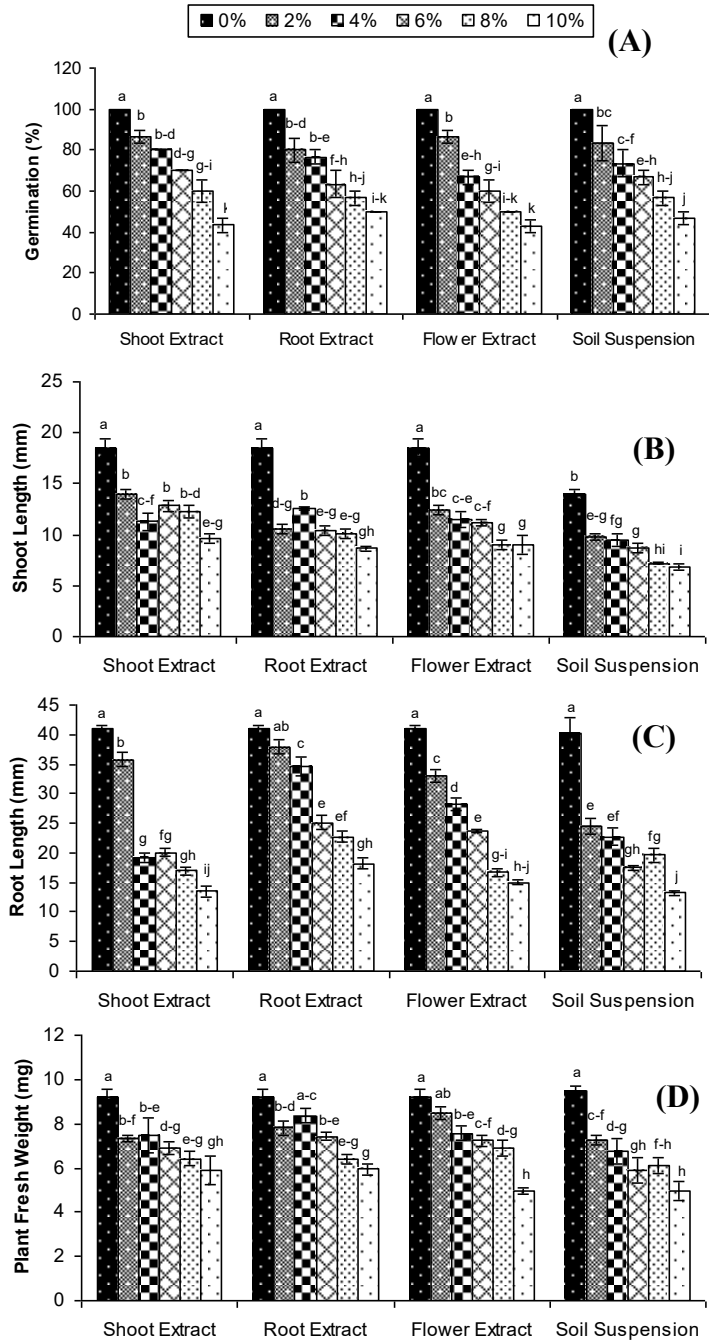 0% 2% 4% 6% 8% 10%
(A)
Germination (%)
120
100
80
60
40
20
0
a b b-d d-g g-i k
a b-d b-e f-h h-j i-k
a b e-h g-i i-k k
a bc c-f e-h h-j j
Shoot Extract Root Extract Flower Extract Soil Suspension
(B)
Shoot Length (mm)
25
20
15
10
5
0
a b c-f b b-d e-g
a d-g b e-g e-g gh
a bc c-e c-f g g
b e-g fg g hi i
Shoot Extract Root Extract Flower Extract Soil Suspension
(C)
Root Length (mm)
45
40
35
30
25
20
15
10
5
0
a b g fg gh ij
a ab c e ef gh
a c d e g-i h-j
a e ef gh fg j
Shoot Extract Root Extract Flower Extract Soil Suspension
(D)
Plant Fresh Weight (mg)
12
10
8
6
4
2
0
a b-f b-e d-g e-g gh
a b-d a-c b-e e-g g
a ab b-e c-f d-g h
a c-f d-g gh f-h h
Shoot Extract Root Extract Flower Extract Soil Suspension